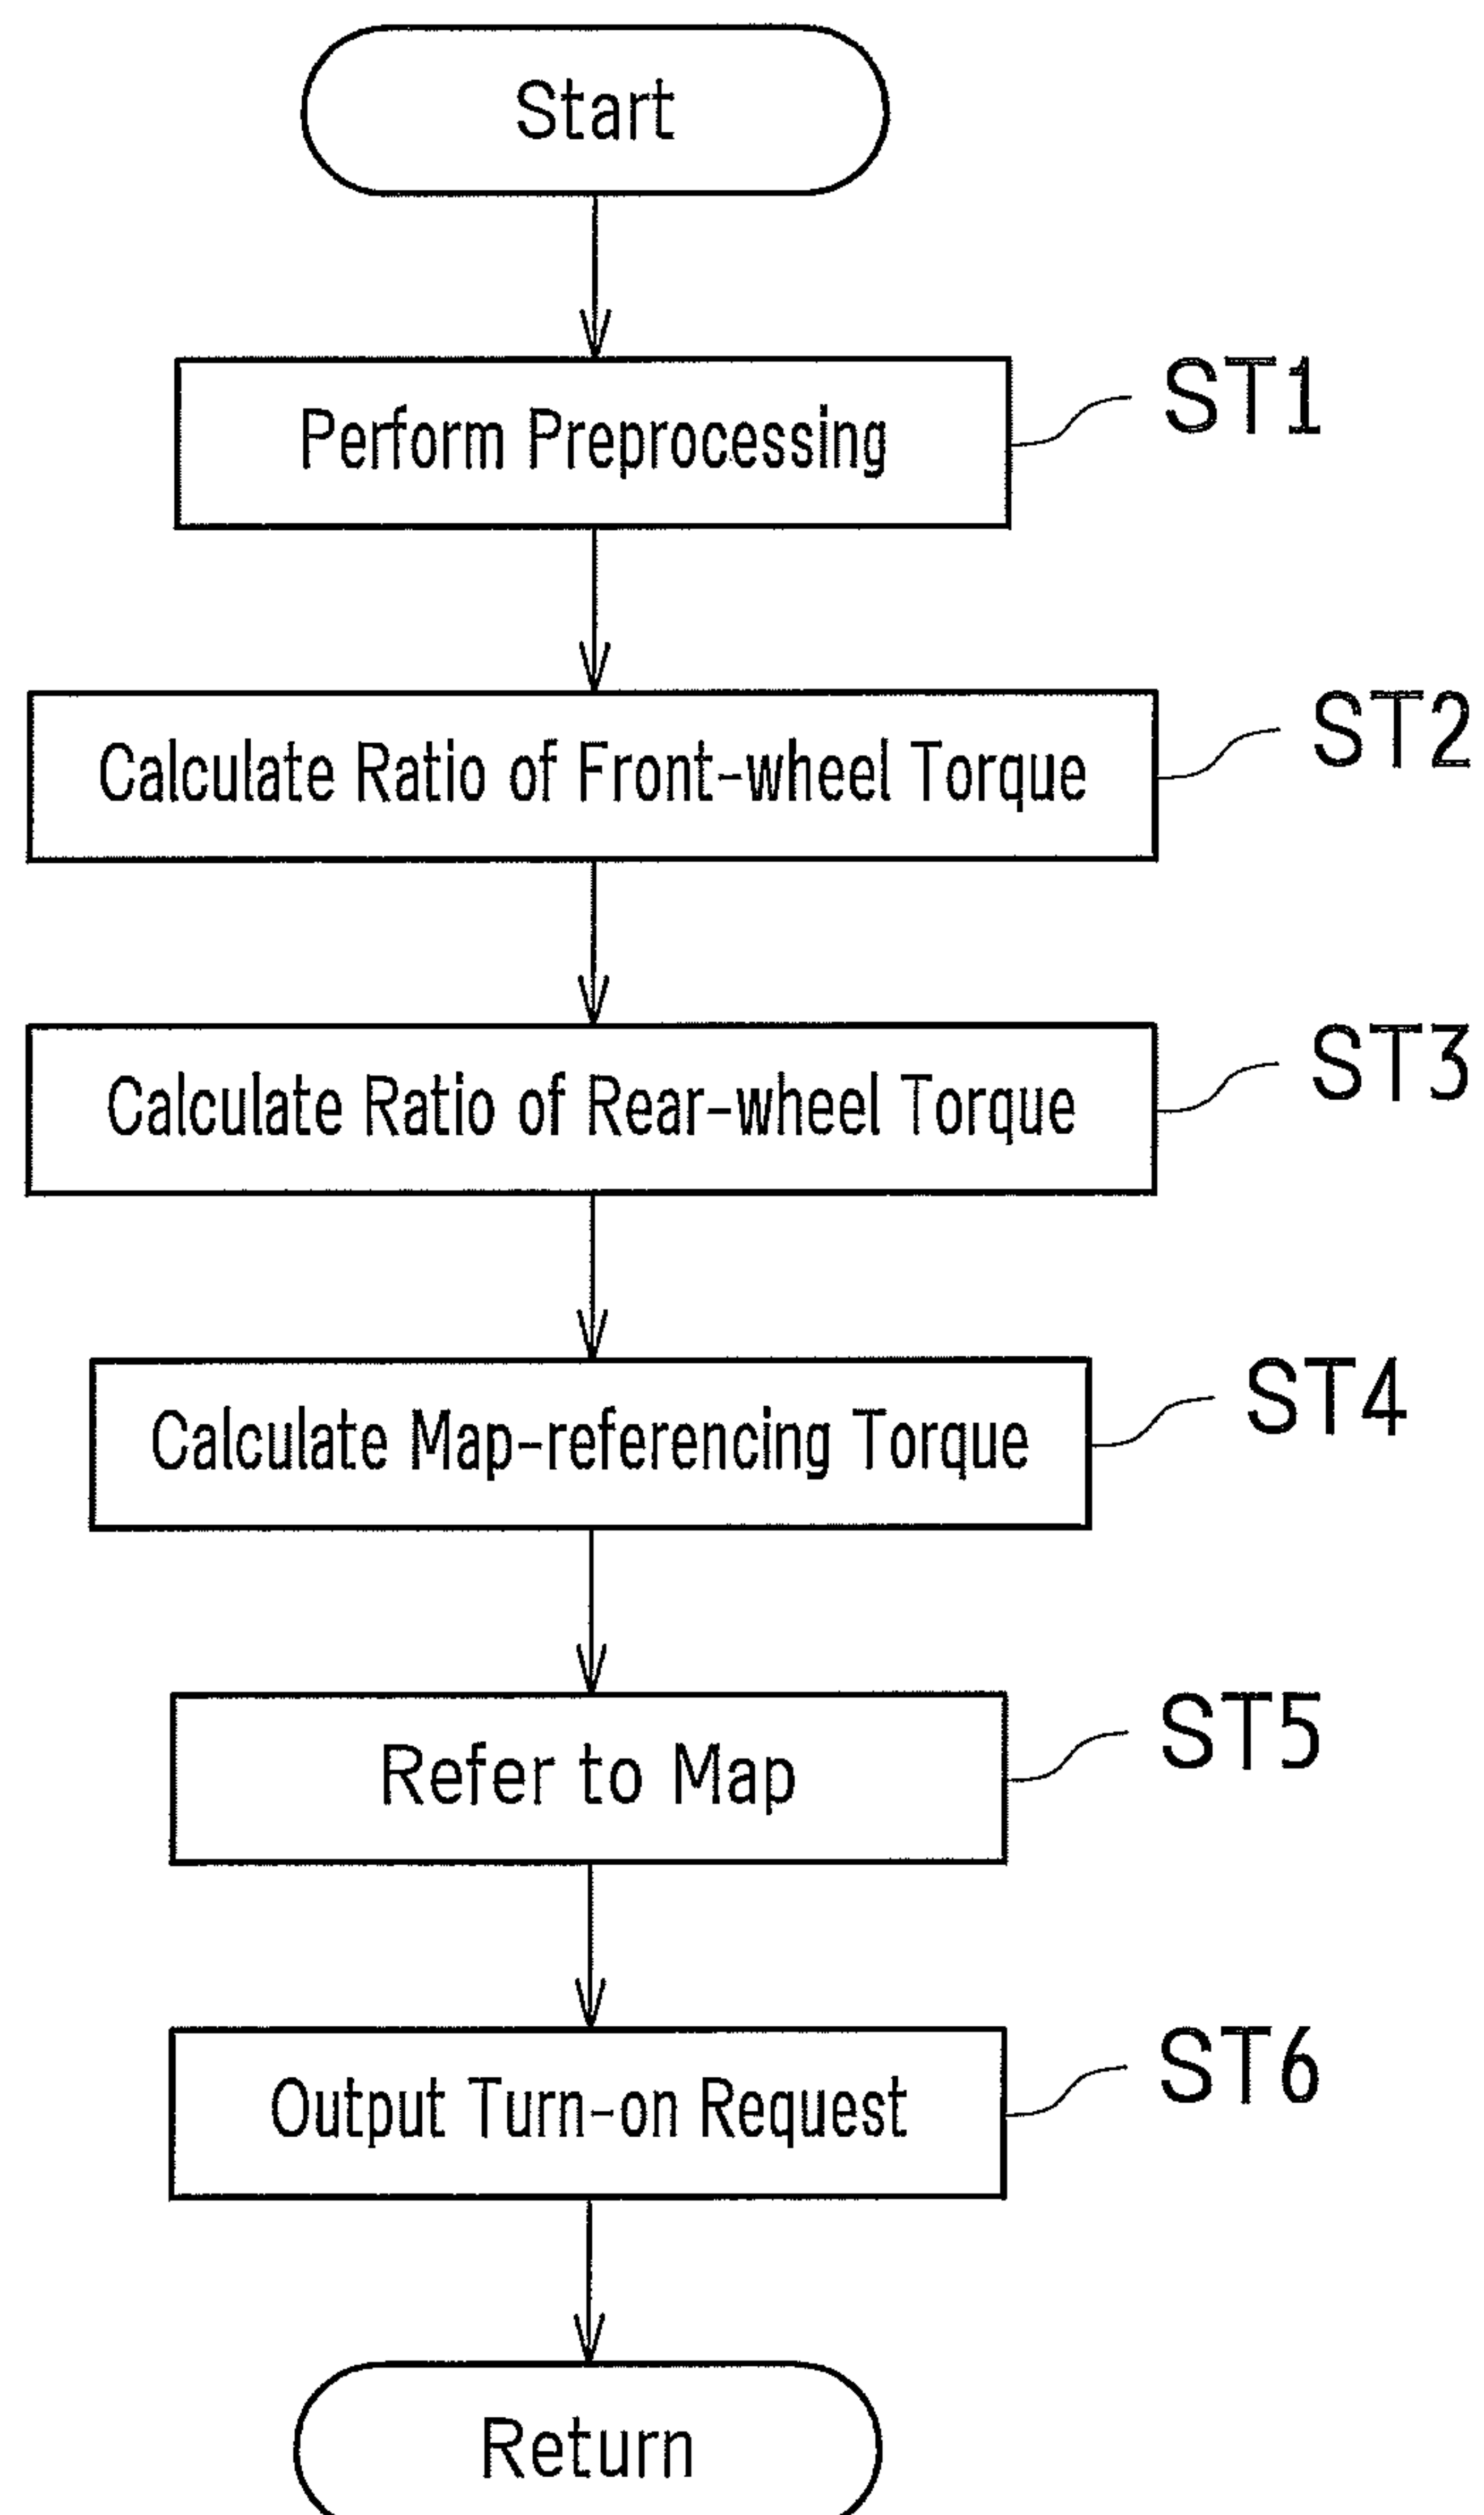 Start
Perform Preprocessing
ST1
Calculate Ratio of Front-wheel Torque
ST2
Calculate Ratio of Rear-wheel Torque
ST3
Calculate Map-referencing Torque
ST4
Refer to Map
ST5
Output Turn-on Request
ST6
Return